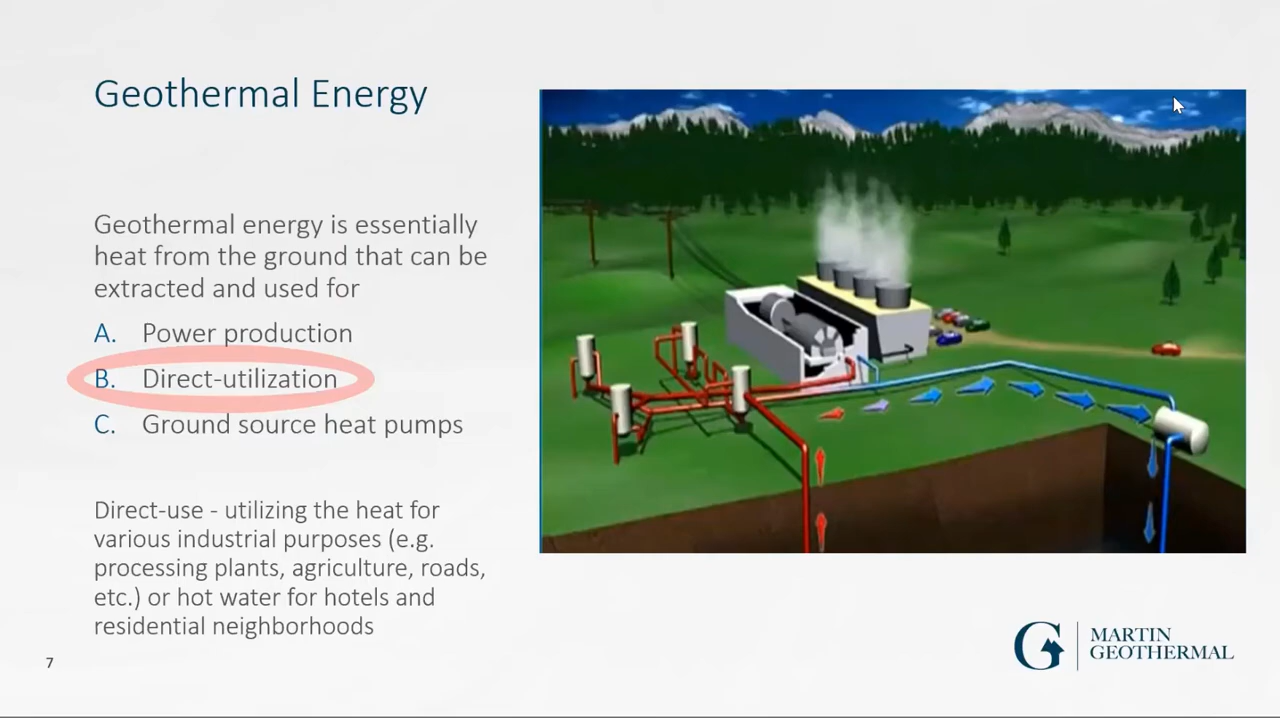 Geothermal Energy
Geothermal energy is essentially
heat from the ground that can be
extracted and used for
A. Power production
B. Direct-utilization
C. Ground source heat pumps
Direct-use - utilizing the heat for
various industrial purposes (e.g.
processing plants, agriculture, roads,
etc.) or hot water for hotels and
residential neighborhoods
7
MARTIN
GEOTHERMAL